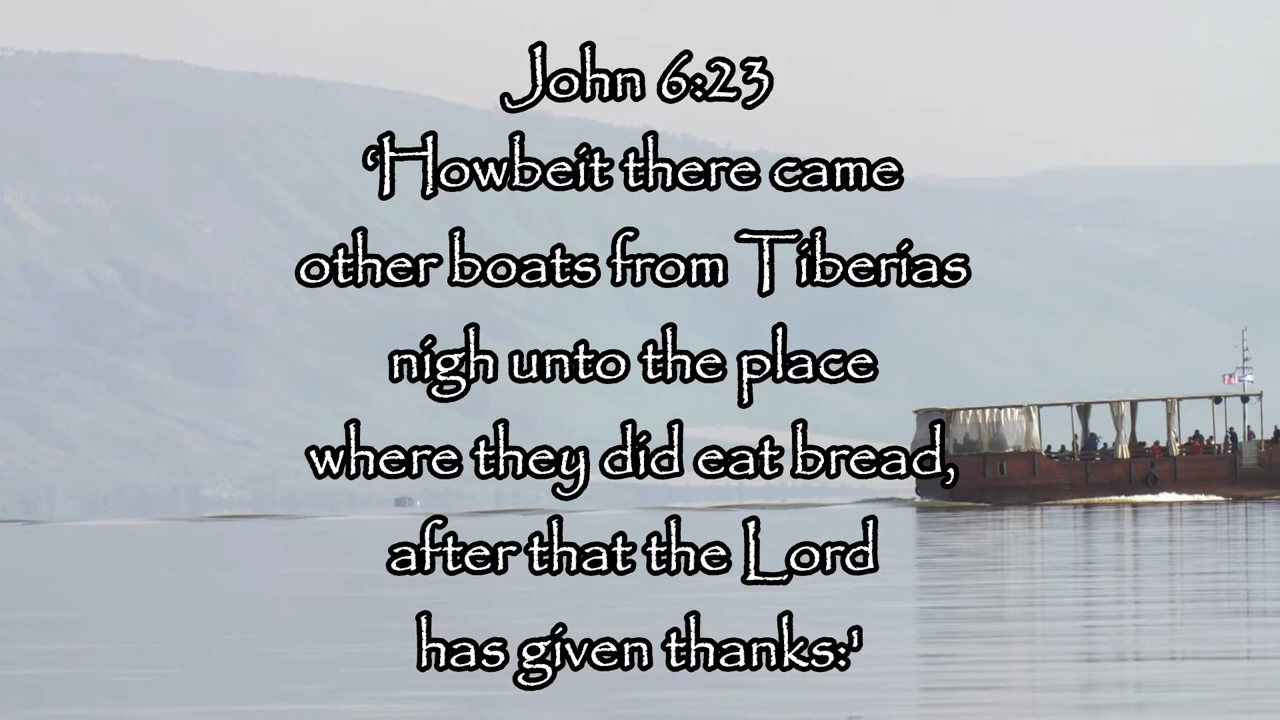 John 6:23
‘Howbeit there came
other boats from Tiberias
nigh unto the place
where they did eat bread,
after that the Lord
has given thanks:'